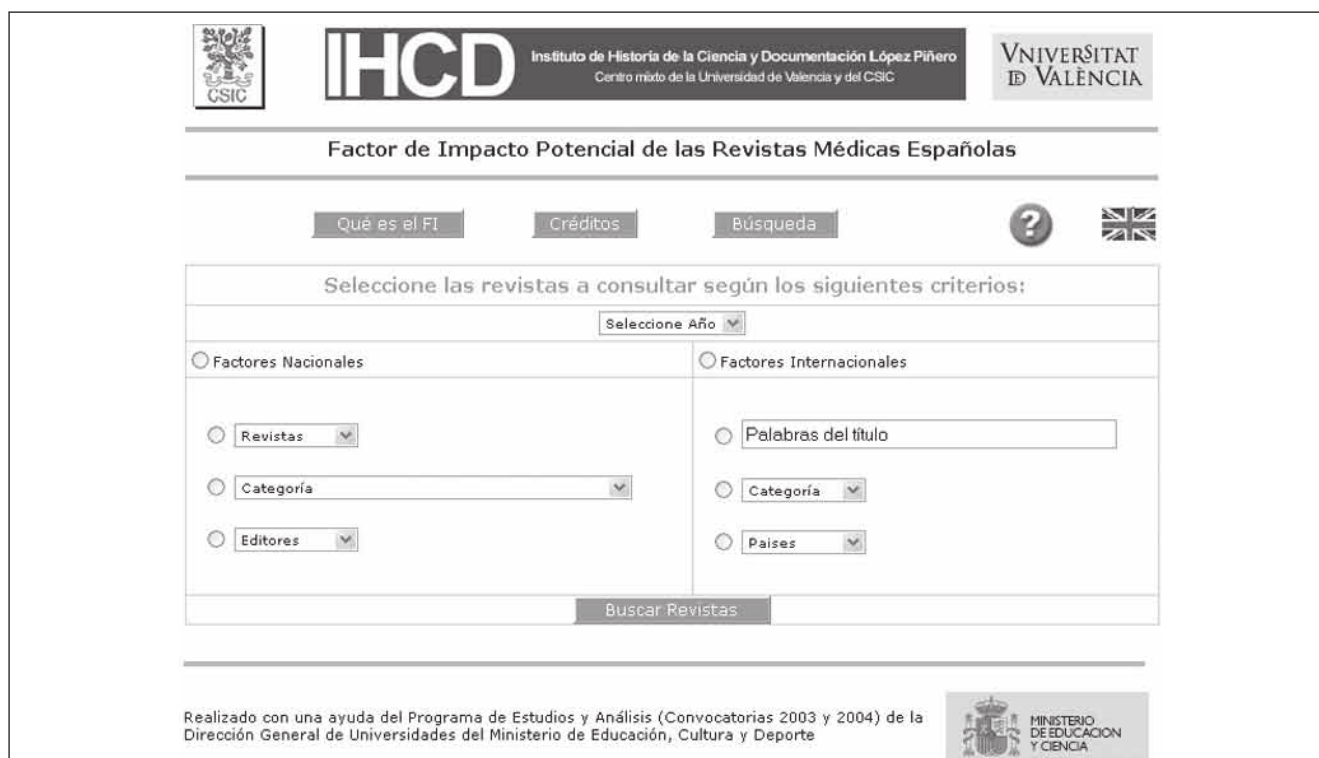 CSIC
IHCD
Instituto de Historia de la Ciencia y Documentación López Piñero
Centro mixto de la Universidad de Valencia y del CSIC
VNIVERSITAT
ID VALÈNCIA
Factor de Impacto Potencial de las Revistas Médicas Españolas
Qué es el FI
Créditos
Búsqueda
?
Seleccione las revistas a consultar según los siguientes criterios:
Seleccione Año
Factores Nacionales
Factores Internacionales
Revistas
Palabras del título
Categoría
Categoría
Editores
Paises
Buscar Revistas
Realizado con una ayuda del Programa de Estudios y Análisis (Convocatorias 2003 y 2004) de la
Dirección General de Universidades del Ministerio de Educación, Cultura y Deporte
MINISTERIO
DE EDUCACION
Y CIENCIA